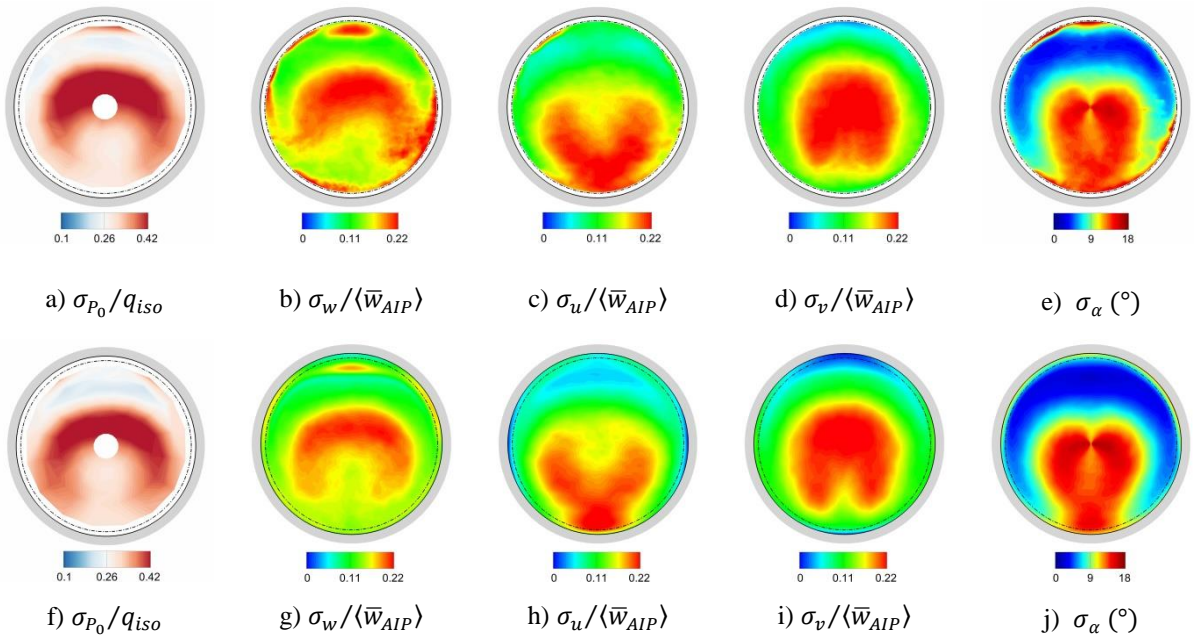 0.1 0.26 0.42 0 0.11 0.22 0 0.11 0.22 0 0.11 0.22 0 9 18
a) σ_{P₀}/q_{iso} b) σ_w/⟨w̅_{AIP}⟩ c) σ_u/⟨w̅_{AIP}⟩ d) σ_v/⟨w̅_{AIP}⟩ e) σ_α (°)
0.1 0.26 0.42 0 0.11 0.22 0 0.11 0.22 0 0.11 0.22 0 9 18
f) σ_{P₀}/q_{iso} g) σ_w/⟨w̅_{AIP}⟩ h) σ_u/⟨w̅_{AIP}⟩ i) σ_v/⟨w̅_{AIP}⟩ j) σ_α (°)